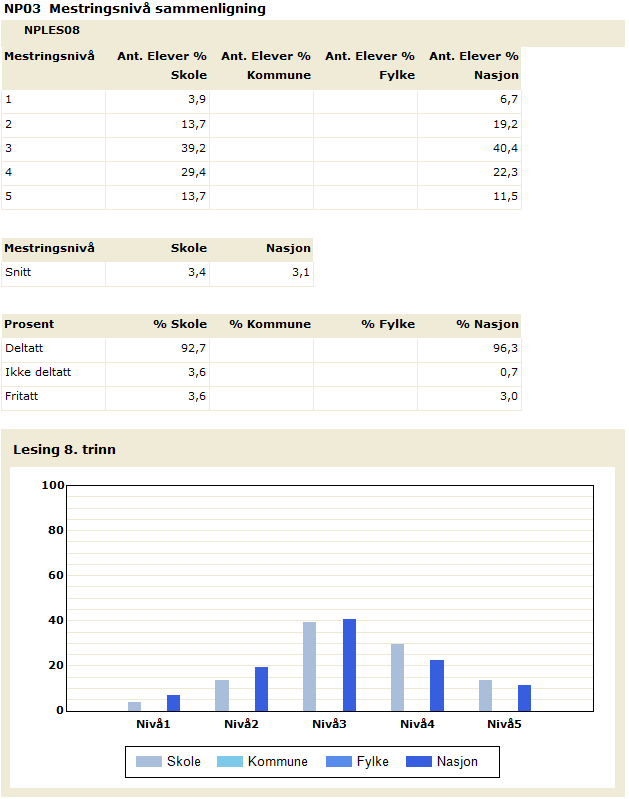 NP03 Mestringsnivå sammenligning
NPLES08
Mestringsnivå Ant. Elever % Skole Ant. Elever % Kommune Ant. Elever % Fylke Ant. Elever % Nasjon
1 3,9 6,7
2 13,7 19,2
3 39,2 40,4
4 29,4 22,3
5 13,7 11,5
Mestringsnivå Skole Nasjon
Snitt 3,4 3,1
Prosent % Skole % Kommune % Fylke % Nasjon
Deltatt 92,7 96,3
Ikke deltatt 3,6 0,7
Fritatt 3,6 3,0
Lesing 8. trinn
100
80
60
40
20
0
Nivå1 Nivå2 Nivå3 Nivå4 Nivå5
Skole Kommune Fylke Nasjon